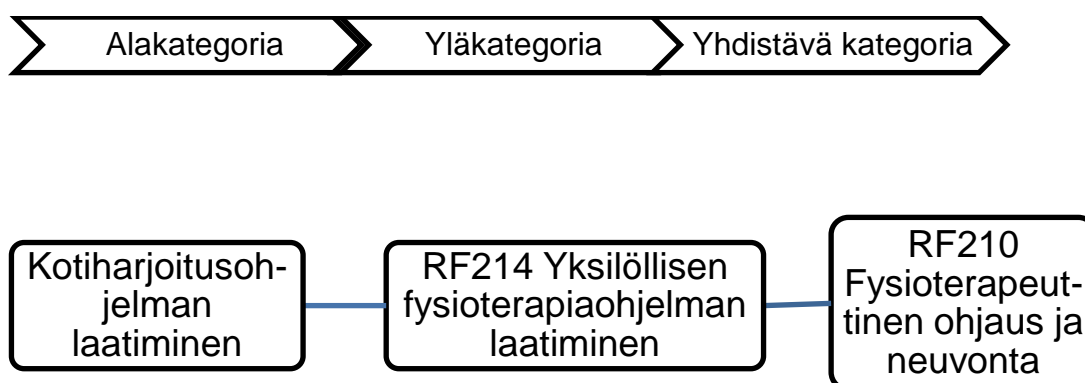 Alakategoria
Yläkategoria
Yhdistävä kategoria
Kotiharjoitusoh-
jelman
laatiminen
RF214 Yksilöllisen
fysioterapiaohjelman
laatiminen
RF210
Fysioterapeut-
tinen ohjaus ja
neuvonta